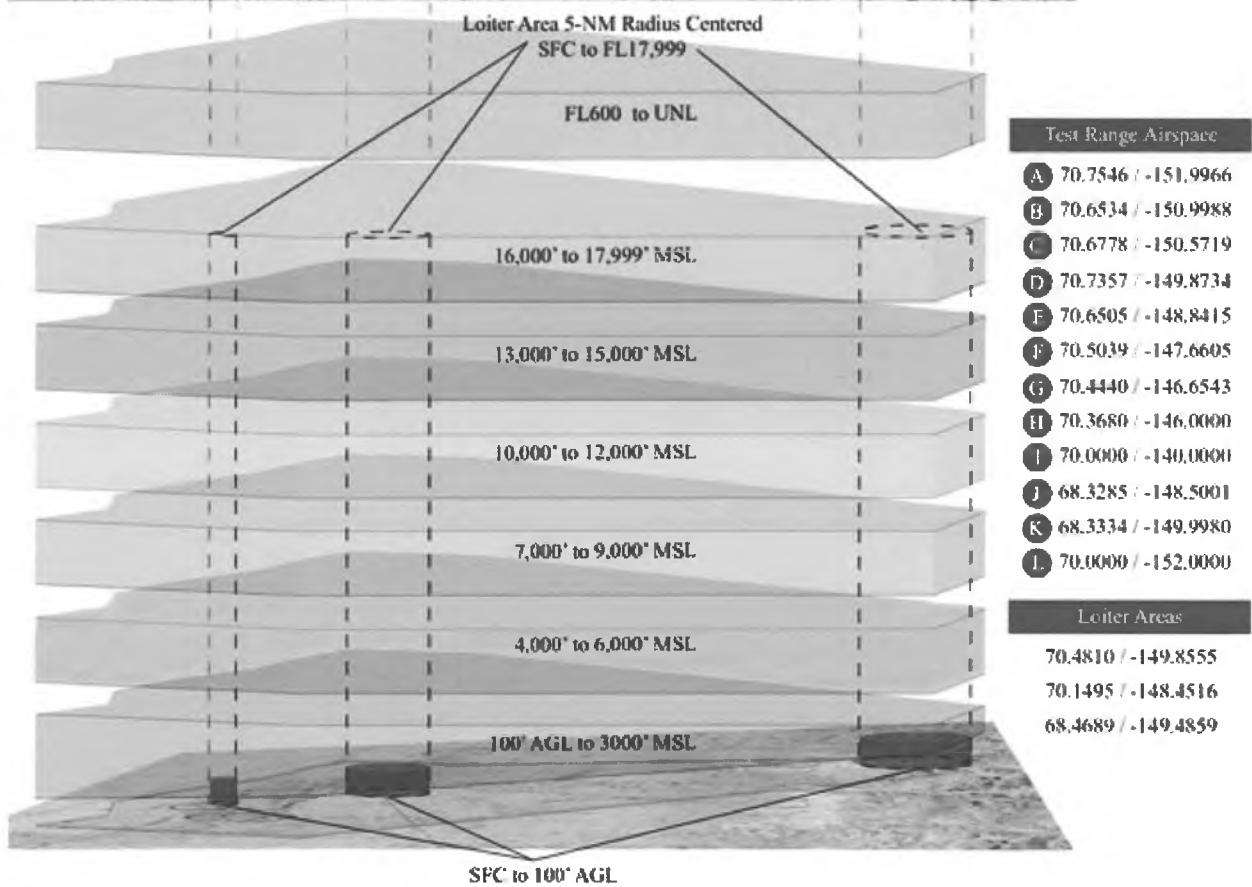 Loiter Area 5-NM Radius Centered
SFC to FL17,999
FL600 to UNL
16,000' to 17,999' MSL
13,000' to 15,000' MSL
10,000' to 12,000' MSL
7,000' to 9,000' MSL
4,000' to 6,000' MSL
100' AGL to 3000' MSL
SFC to 100' AGL
Test Range Airspace
A 70.7546 / -151.9966
B 70.6534 / -150.9988
C 70.6778 / -150.5719
D 70.7357 / -149.8734
E 70.6505 / -148.8415
F 70.5039 / -147.6605
G 70.4440 / -146.6543
H 70.3680 / -146.0000
I 70.0000 / -140.0000
J 68.3285 / -148.5001
K 68.3334 / -149.9980
L 70.0000 / -152.0000
Loiter Areas
70.4810 / -149.8555
70.1495 / -148.4516
68.4689 / -149.4859